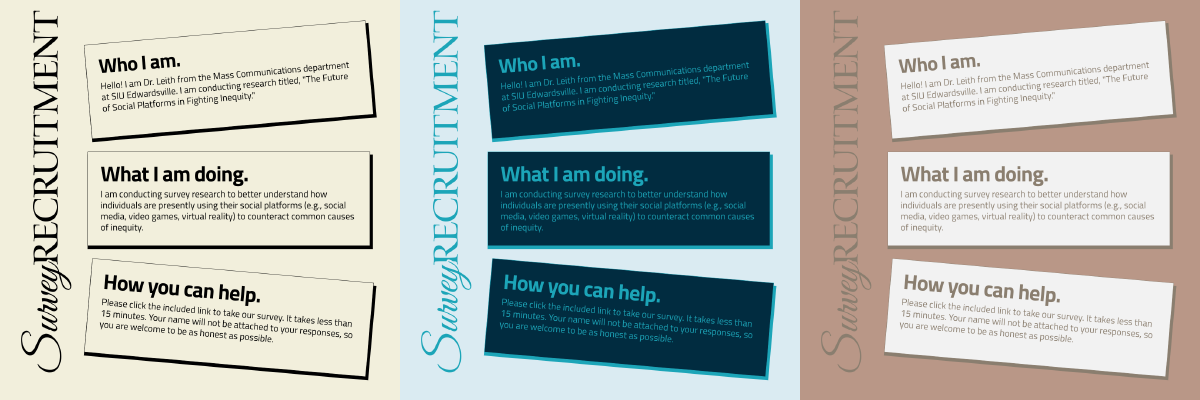 Survey RECRUITMENT
Who I am.
Hello! I am Dr. Leith from the Mass Communications department
at SIU Edwardsville. I am conducting research titled, "The Future
of Social Platforms in Fighting Inequity."
What I am doing.
I am conducting survey research to better understand how
individuals are presently using their social platforms (e.g., social
media, video games, virtual reality) to counteract common causes
of inequity.
How you can help.
Please click the included link to take our survey. It takes less than
15 minutes. Your name will not be attached to your responses, so
you are welcome to be as honest as possible.
Survey RECRUITMENT
Who I am.
Hello! I am Dr. Leith from the Mass Communications department
at SIU Edwardsville. I am conducting research titled, "The Future
of Social Platforms in Fighting Inequity."
What I am doing.
I am conducting survey research to better understand how
individuals are presently using their social platforms (e.g., social
media, video games, virtual reality) to counteract common causes
of inequity.
How you can help.
Please click the included link to take our survey. It takes less than
15 minutes. Your name will not be attached to your responses, so
you are welcome to be as honest as possible.
Survey RECRUITMENT
Who I am.
Hello! I am Dr. Leith from the Mass Communications department
at SIU Edwardsville. I am conducting research titled, "The Future
of Social Platforms in Fighting Inequity."
What I am doing.
I am conducting survey research to better understand how
individuals are presently using their social platforms (e.g., social
media, video games, virtual reality) to counteract common causes
of inequity.
How you can help.
Please click the included link to take our survey. It takes less than
15 minutes. Your name will not be attached to your responses, so
you are welcome to be as honest as possible.